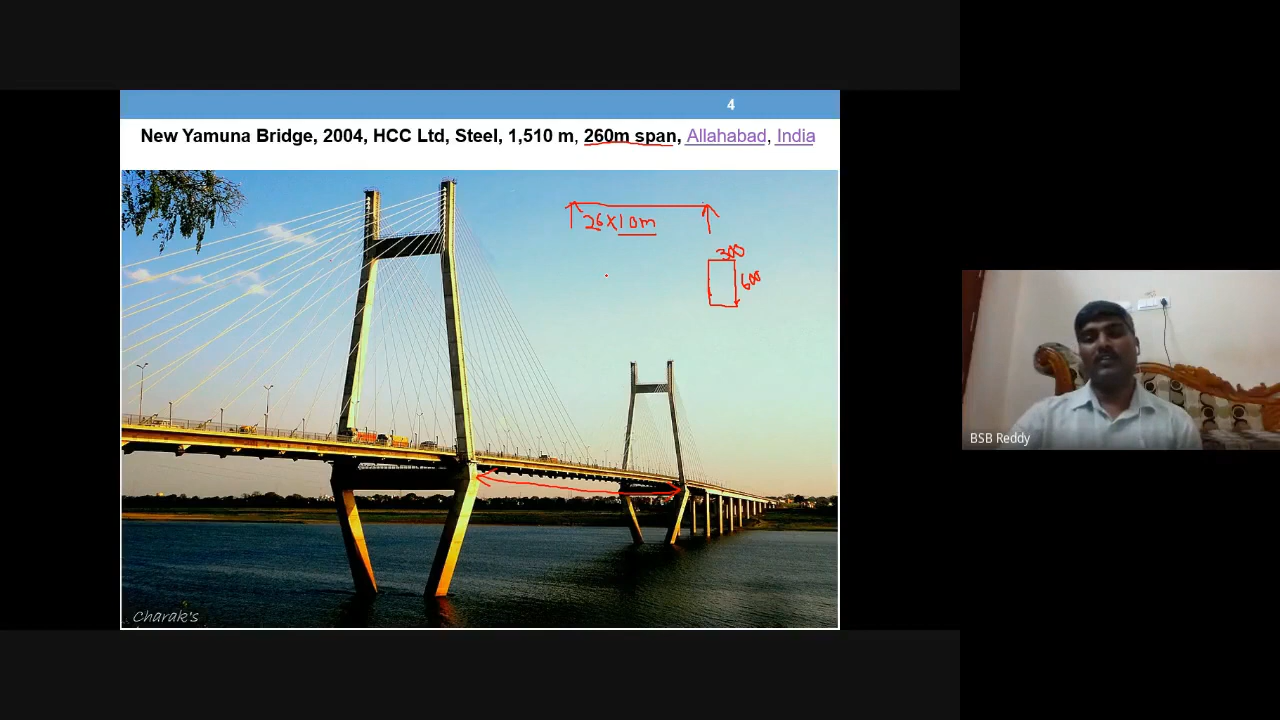 4
New Yamuna Bridge, 2004, HCC Ltd, Steel, 1,510 m, 260m span, Allahabad, India
26 x 10m
300
600
BSB Reddy
Charak's